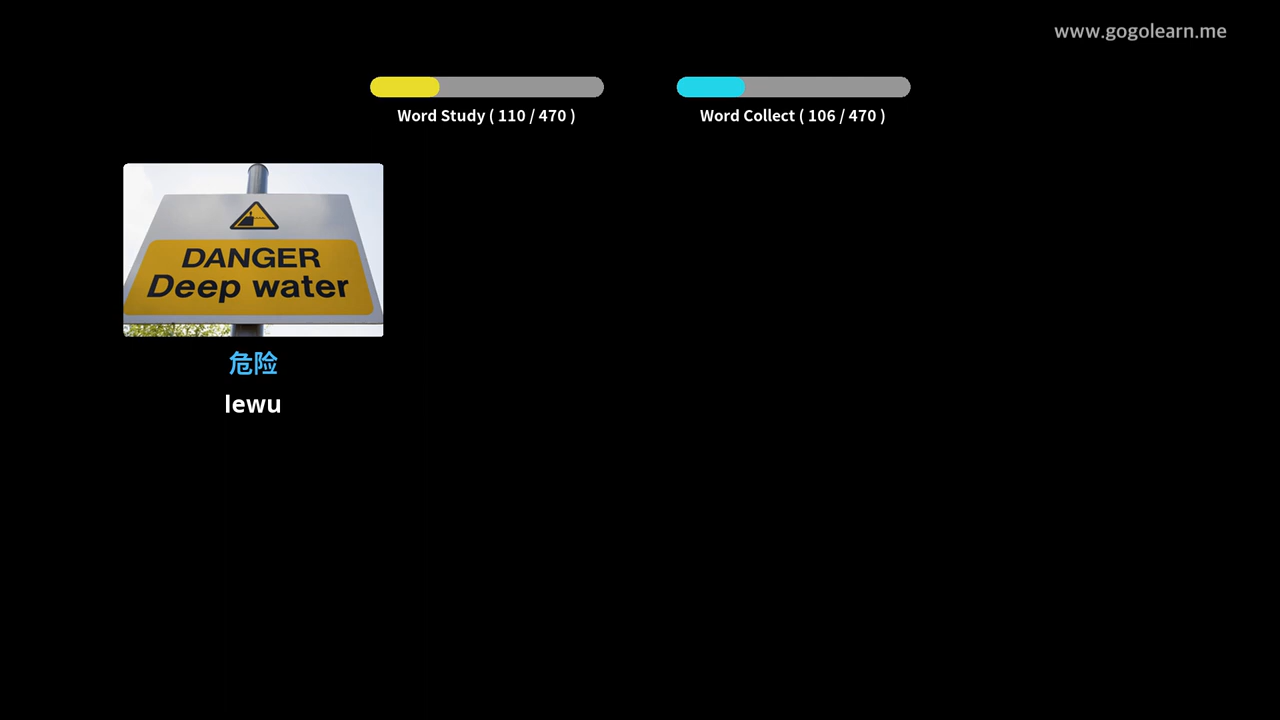 www.gogolearn.me
Word Study ( 110 / 470 )
Word Collect ( 106 / 470 )
DANGER
Deep water
危险
lewu